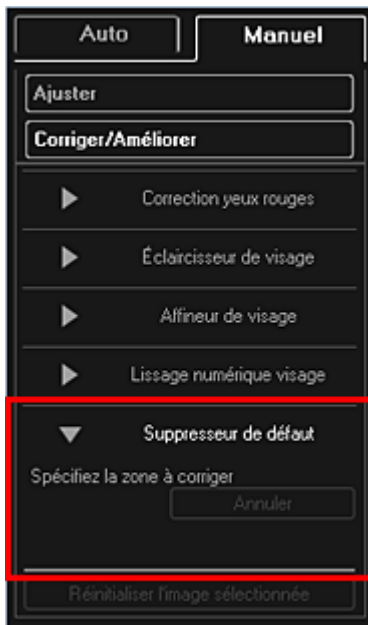 Auto
Manuel
Ajuster
Corriger/Améliorer
Correction yeux rouges
Éclaircisseur de visage
Affineur de visage
Lissage numérique visage
Suppresseur de défaut
Spécifiez la zone à corriger
Annuler
Réinitialiser l'image sélectionnée